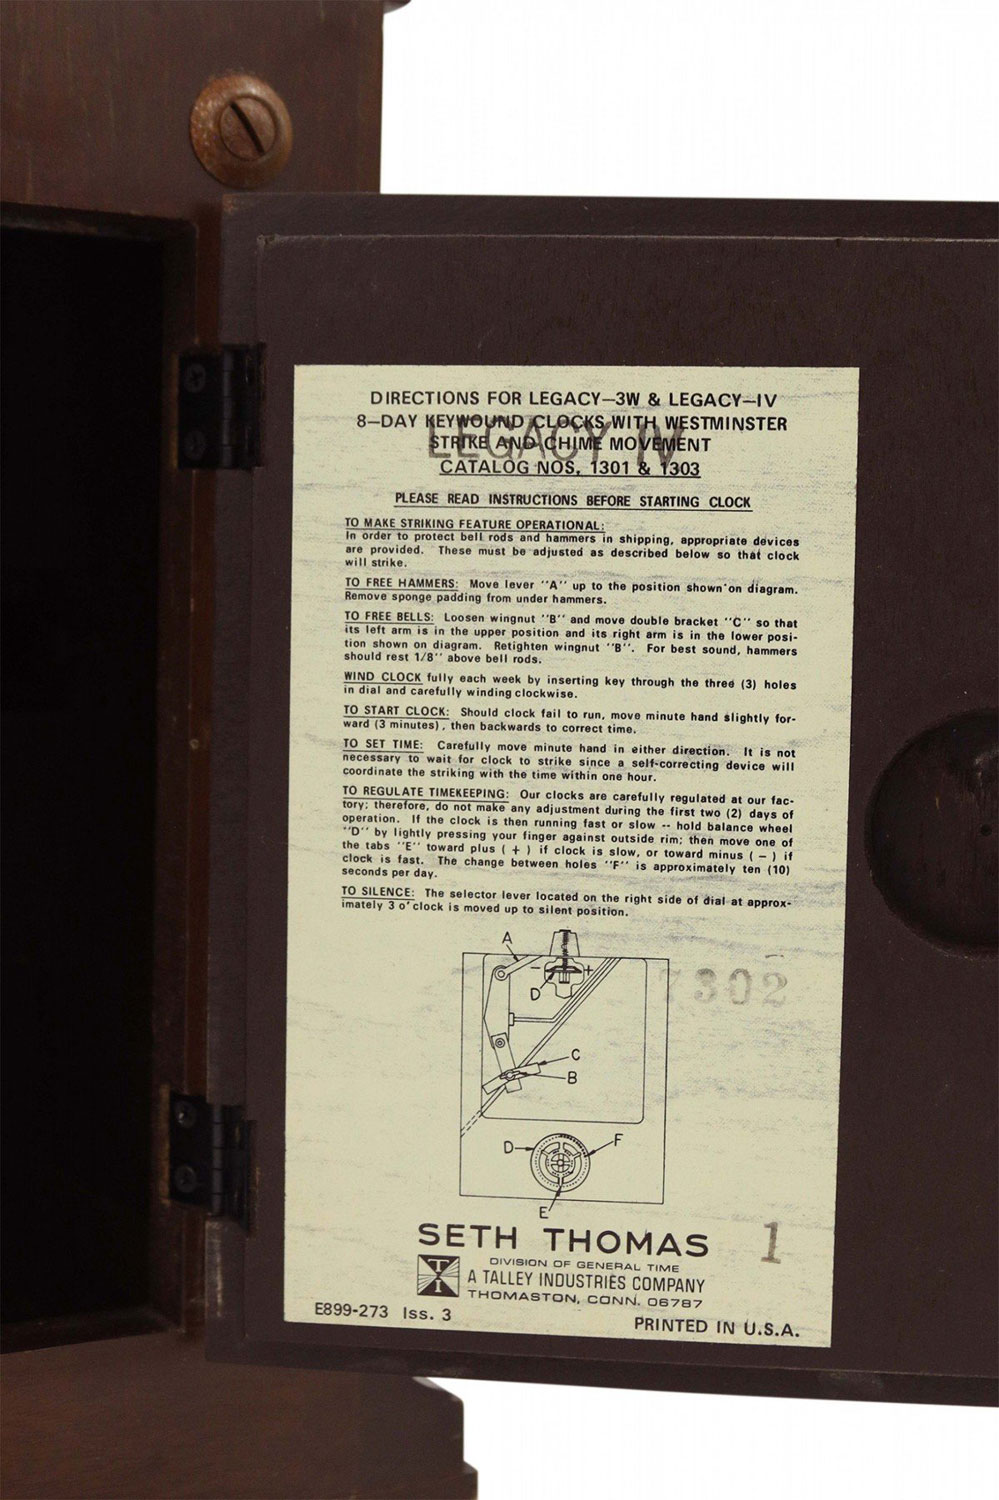 DIRECTIONS FOR LEGACY—3W & LEGACY—IV
8—DAY KEYWOUND CLOCKS WITH WESTMINSTER
LEGACY IV
STRIKE AND CHIME MOVEMENT
CATALOG NOS. 1301 & 1303
PLEASE READ INSTRUCTIONS BEFORE STARTING CLOCK
TO MAKE STRIKING FEATURE OPERATIONAL:
In order to protect bell rods and hammers in shipping, appropriate devices
are provided. These must be adjusted as described below so that clock
will strike.
TO FREE HAMMERS: Move lever "A" up to the position shown on diagram.
Remove sponge padding from under hammers.
TO FREE BELLS: Loosen wingnut "B" and move double bracket "C" so that
its left arm is in the upper position and its right arm is in the lower posi-
tion shown on diagram. Retighten wingnut "B". For best sound, hammers
should rest 1/8" above bell rods.
WIND CLOCK fully each week by inserting key through the three (3) holes
in dial and carefully winding clockwise.
TO START CLOCK: Should clock fail to run, move minute hand slightly for-
ward (3 minutes), then backwards to correct time.
TO SET TIME: Carefully move minute hand in either direction. It is not
necessary to wait for clock to strike since a self-correcting device will
coordinate the striking with the time within one hour.
TO REGULATE TIMEKEEPING: Our clocks are carefully regulated at our fac-
tory; therefore, do not make any adjustment during the first two (2) days of
operation. If the clock is then running fast or slow -- hold balance wheel
"D" by lightly pressing your finger against outside rim; then move one of
the tabs "E" toward plus ( + ) if clock is slow, or toward minus ( — ) if
clock is fast. The change between holes "F" is approximately ten (10)
seconds per day.
TO SILENCE: The selector lever located on the right side of dial at approx-
imately 3 o'clock is moved up to silent position.
A
— +
D
7302
C
B
D F
E
SETH THOMAS 1
DIVISION OF GENERAL TIME
TI A TALLEY INDUSTRIES COMPANY
THOMASTON, CONN. 06787
E899-273 Iss. 3
PRINTED IN U.S.A.